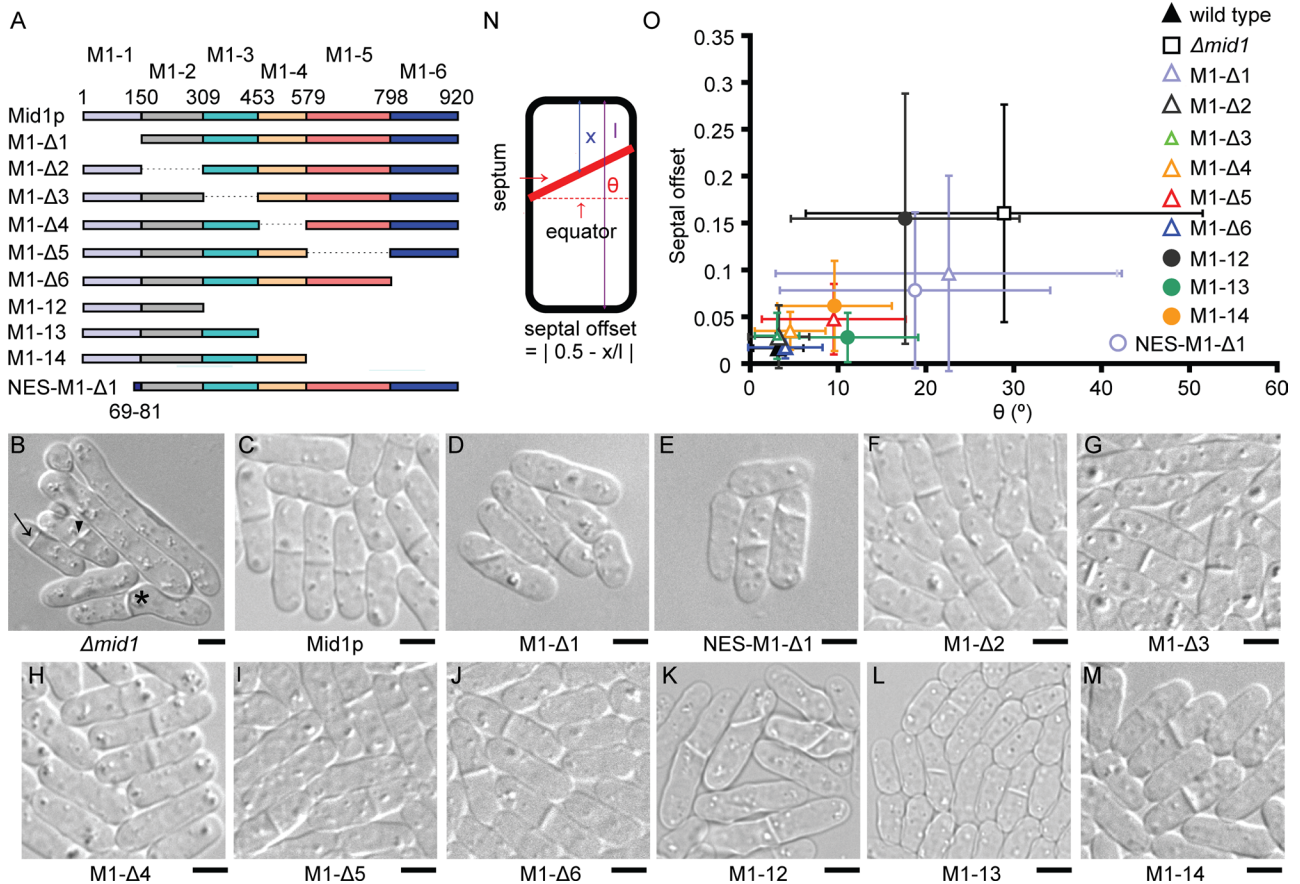 A
M1-1 M1-3 M1-5
M1-2 M1-4 M1-6
1 150 309 453 579 798 920
Mid1p
M1-Δ1
M1-Δ2
M1-Δ3
M1-Δ4
M1-Δ5
M1-Δ6
M1-12
M1-13
M1-14
NES-M1-Δ1
69-81
N
x l
θ
septum
equator
septal offset
= | 0.5 - x/l |
O
Septal offset
0.35
0.3
0.25
0.2
0.15
0.1
0.05
0
0 10 20 30 40 50 60
θ (º)
wild type
Δmid1
M1-Δ1
M1-Δ2
M1-Δ3
M1-Δ4
M1-Δ5
M1-Δ6
M1-12
M1-13
M1-14
NES-M1-Δ1
B C D E F G
*
Δmid1 Mid1p M1-Δ1 NES-M1-Δ1 M1-Δ2 M1-Δ3
H I J K L M
M1-Δ4 M1-Δ5 M1-Δ6 M1-12 M1-13 M1-14